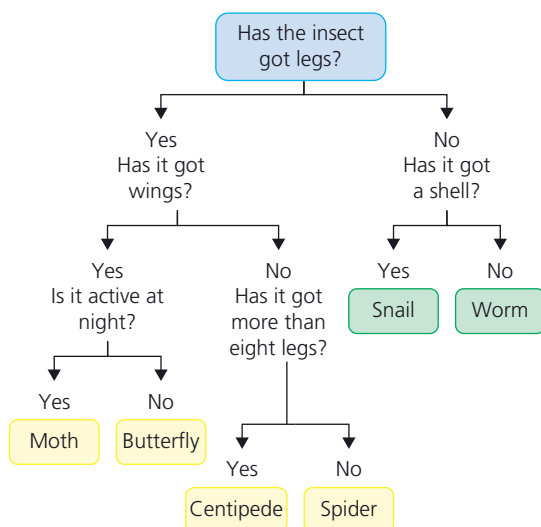 Has the insect
got legs?
Yes
Has it got
wings?
No
Has it got
a shell?
Yes
Is it active at
night?
No
Has it got
more than
eight legs?
Yes
Snail
No
Worm
Yes
Moth
No
Butterfly
Yes
Centipede
No
Spider